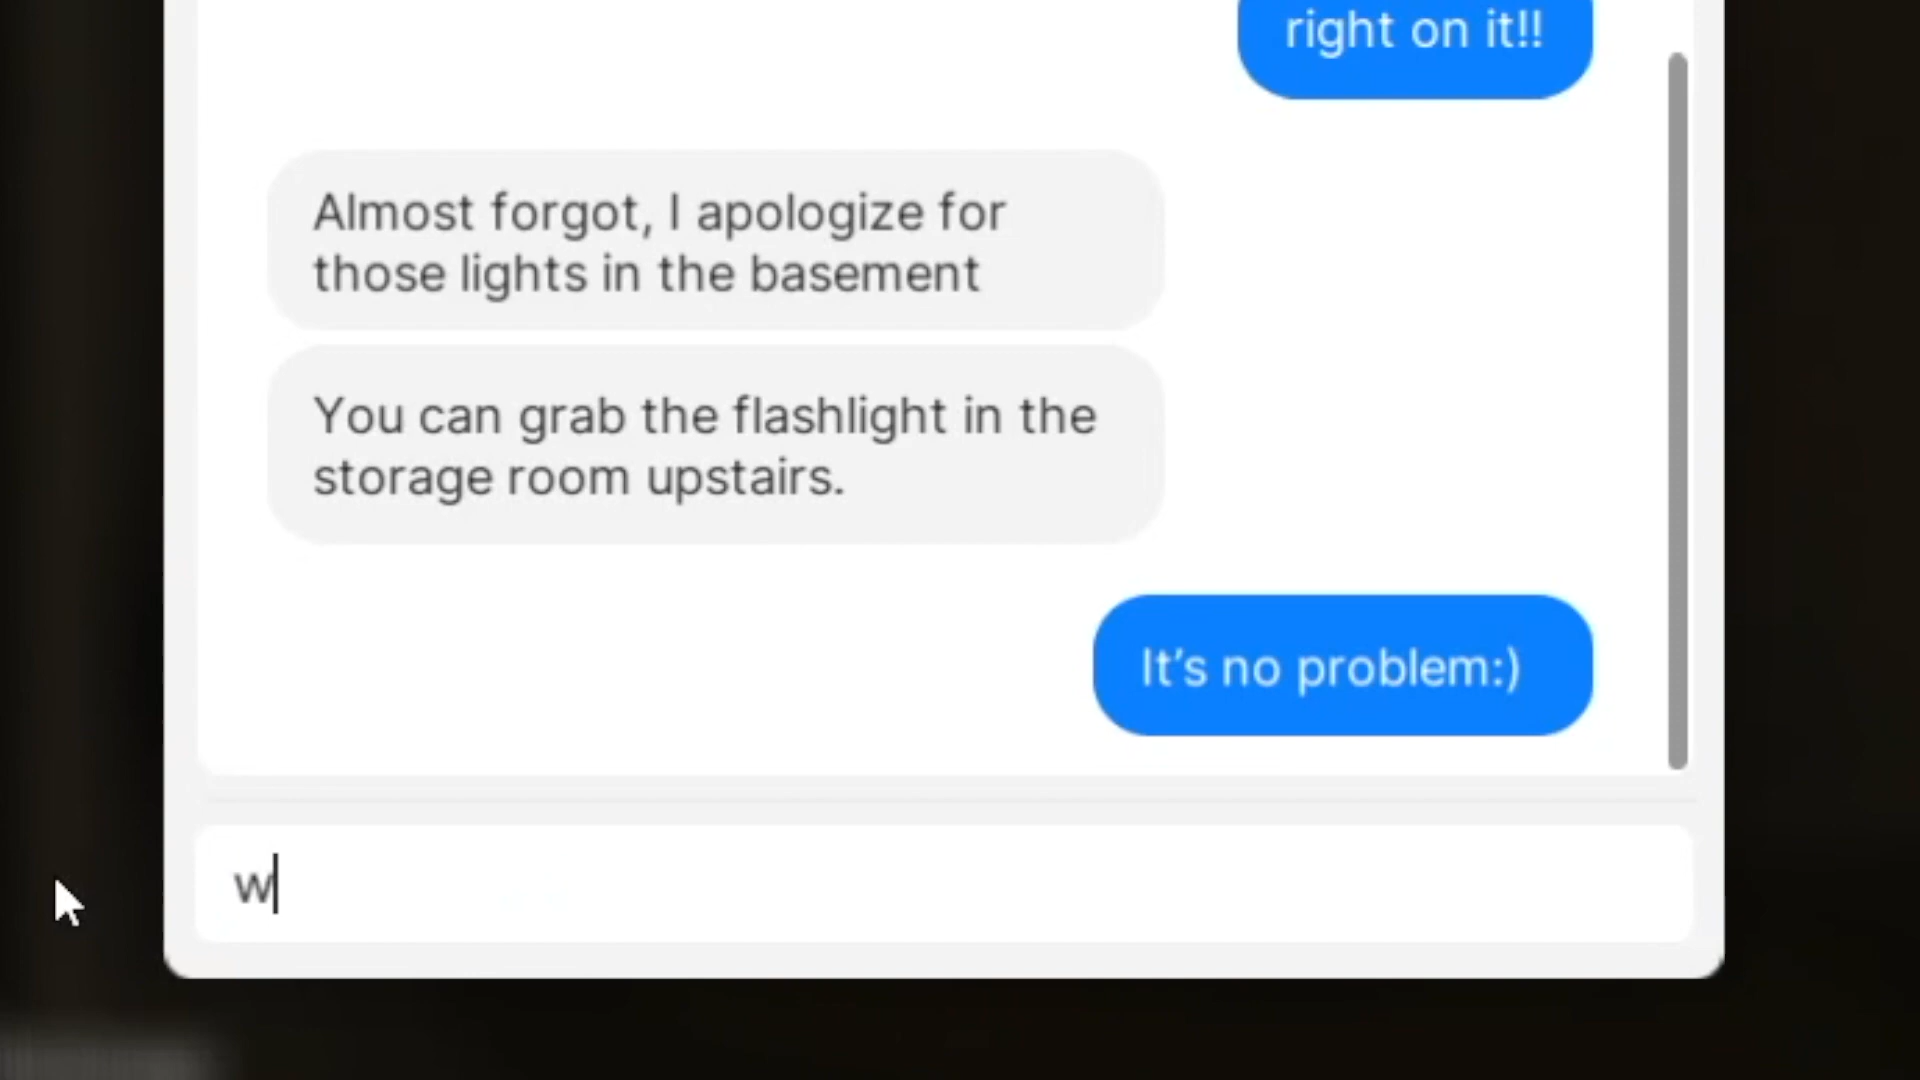 right on it!!
Almost forgot, I apologize for
those lights in the basement
You can grab the flashlight in the
storage room upstairs.
It’s no problem:)
w